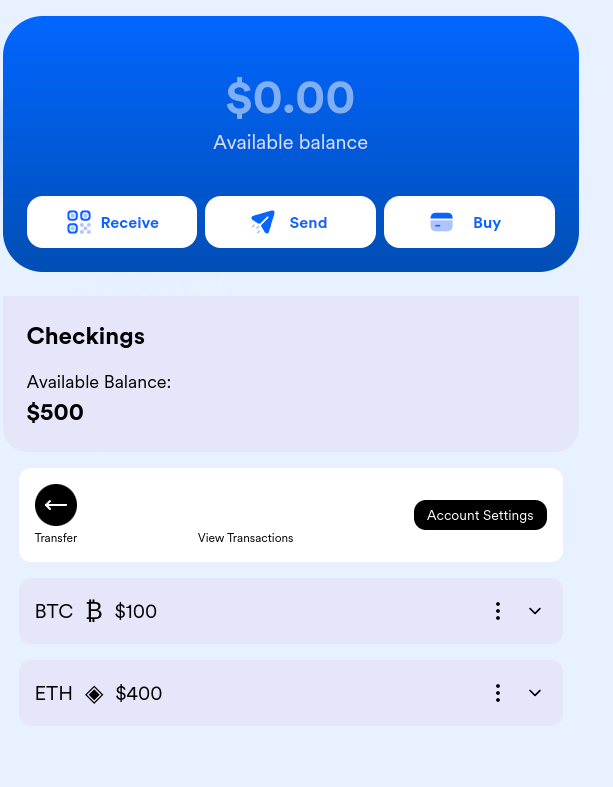 $0.00
Available balance
Receive Send Buy
Checkings
Available Balance:
$500
Transfer View Transactions Account Settings
BTC ₿ $100
ETH $400